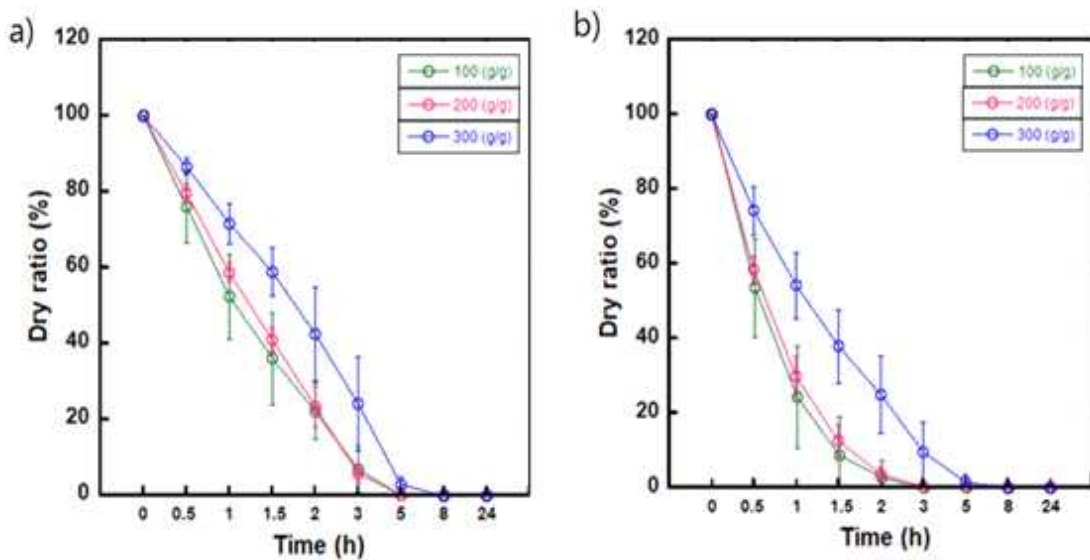 a)
120
100
80
60
40
20
0
Dry ratio (%)
100 (g/g)
200 (g/g)
300 (g/g)
0 0.5 1 1.5 2 3 5 8 24
Time (h)
b)
120
100
80
60
40
20
0
Dry ratio (%)
100 (g/g)
200 (g/g)
300 (g/g)
0 0.5 1 1.5 2 3 5 8 24
Time (h)